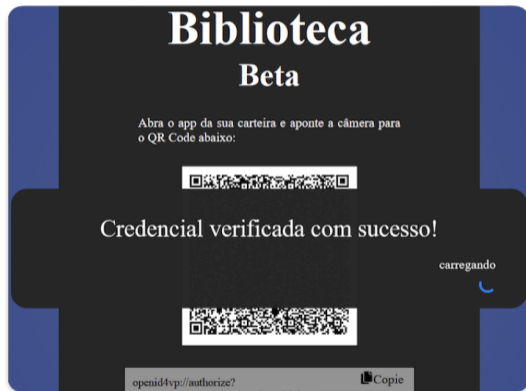 Biblioteca
Beta
Abra o app da sua carteira e aponte a câmera para
o QR Code abaixo:
Credencial verificada com sucesso!
carregando
openid4vp://authorize?
Copie